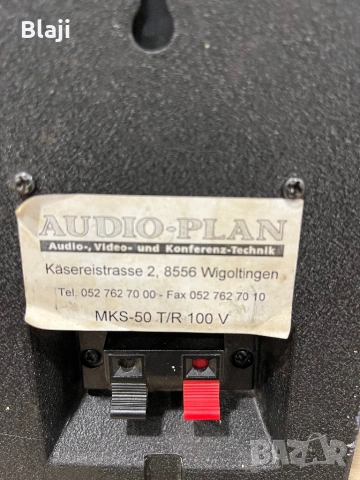 Blaji
AUDIO-PLAN
Audio-, Video- und Konferenz-Technik
Käsereistrasse 2, 8556 Wigoltingen
Tel. 052 762 70 00 - Fax 052 762 70 10
MKS-50 T/R 100 V
BAZAR